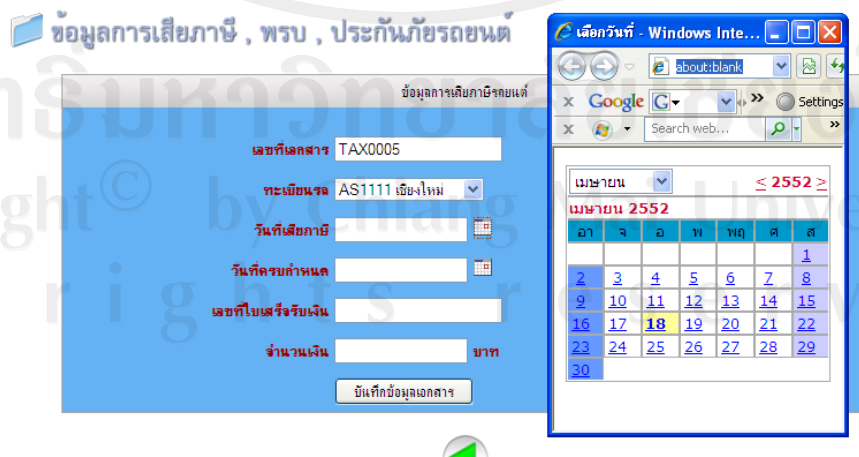 ข้อมูลการเสียภาษี , พรบ , ประกันภัยรถยนต์
ข้อมูลการเสียภาษีรถยนต์
เลขที่เอกสาร TAX0005
ทะเบียนรถ AS1111 เชียงใหม่
วันที่เสียภาษี
วันที่ครบกำหนด
เลขที่ใบเสร็จรับเงิน
จำนวนเงิน บาท
บันทึกข้อมูลเอกสาร
เลือกวันที่ - Windows Inte...
about:blank
x Google G Settings
x Search web...
เมษายน < 2552 >
เมษายน 2552
อา จ อ พ พฤ ศ ส
1
2 3 4 5 6 7 8
9 10 11 12 13 14 15
16 17 18 19 20 21 22
23 24 25 26 27 28 29
30
ght© by Chiang Mai Unive
rights reserv